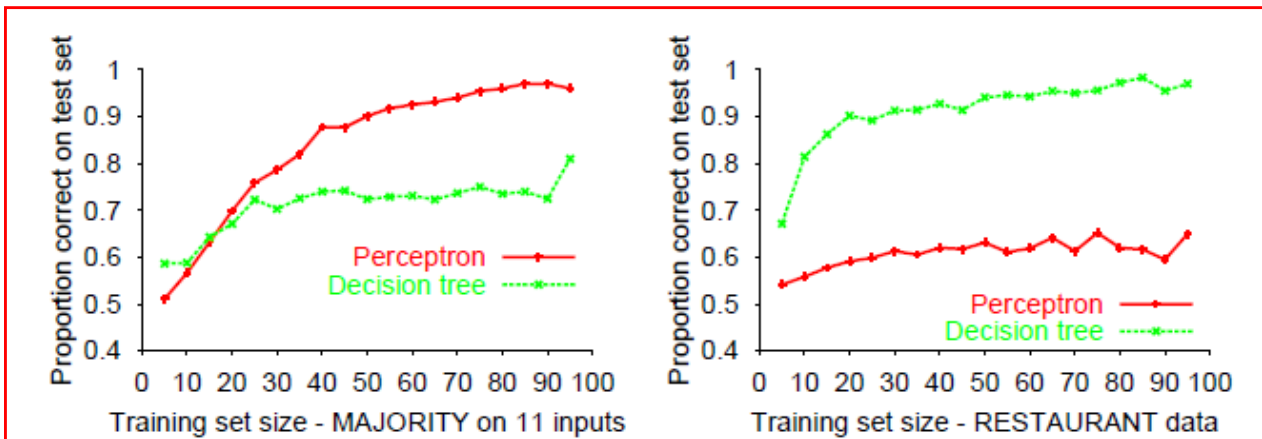 Proportion correct on test set
1
0.9
0.8
0.7
0.6
0.5
0.4
Perceptron
Decision tree
0 10 20 30 40 50 60 70 80 90 100
Training set size - MAJORITY on 11 inputs
Proportion correct on test set
1
0.9
0.8
0.7
0.6
0.5
0.4
Perceptron
Decision tree
0 10 20 30 40 50 60 70 80 90 100
Training set size - RESTAURANT data